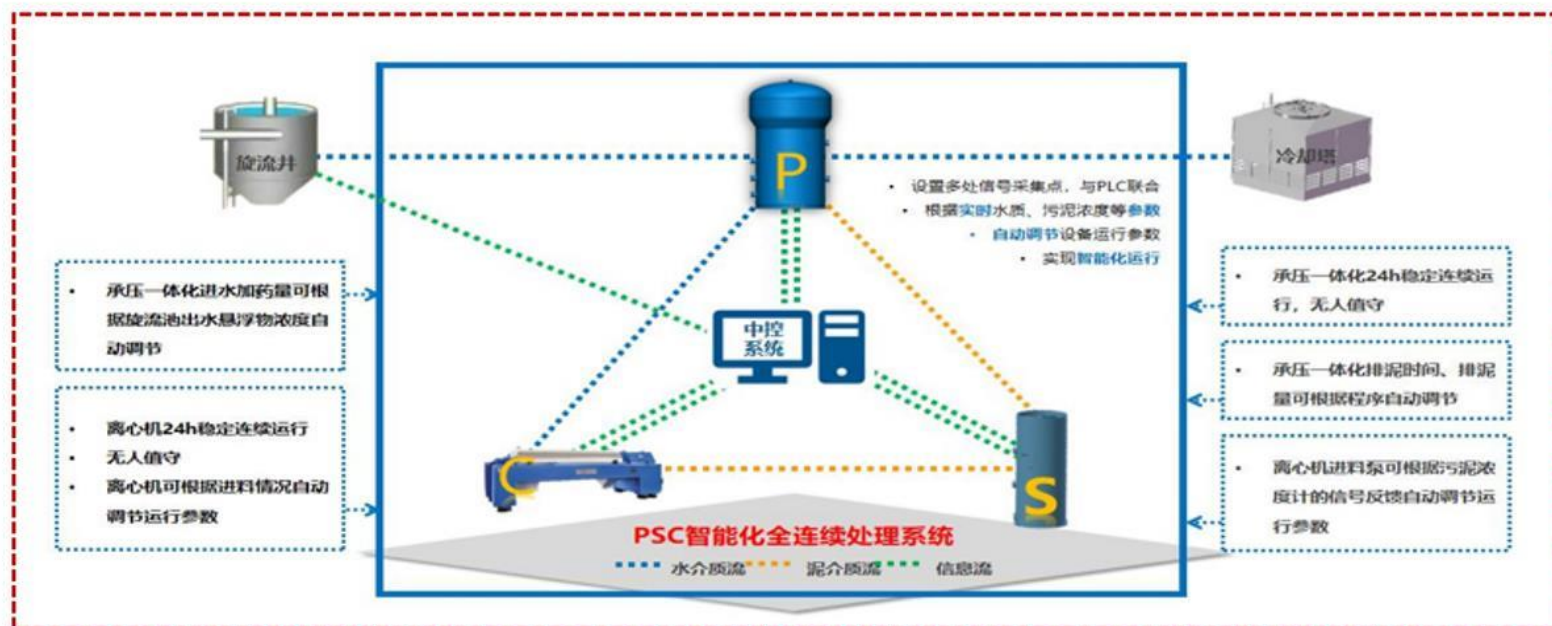 旋流井
P
冷却塔
• 设置多处信号采集点，与PLC联合
• 根据实时水质、污泥浓度等参数
• 自动调节设备运行参数
• 实现智能化运行
• 承压一体化进水加药量可根
据旋流池出水悬浮物浓度自
动调节
• 离心机24h稳定连续运行
• 无人值守
• 离心机可根据进料情况自动
调节运行参数
中控
系统
C
S
• 承压一体化24h稳定连续运
行，无人值守
• 承压一体化排泥时间、排泥
量可根据程序自动调节
• 离心机进料泵可根据污泥浓
度计的信号反馈自动调节运
行参数
PSC智能化全连续处理系统
水介质流 泥介质流 信息流